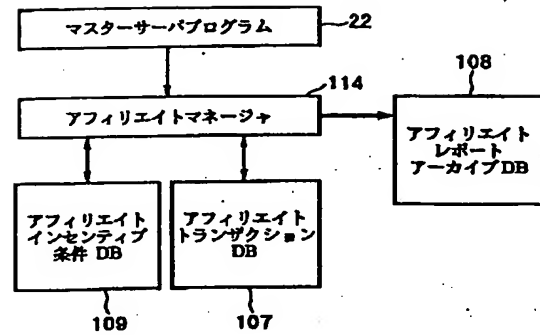 マスターサーバプログラム
22
114
アフィリエイトマネージャ
108
アフィリエイト
レポート
アーカイブDB
アフィリエイト
インセンティブ
条件 DB
アフィリエイト
トランザクション
DB
109
107